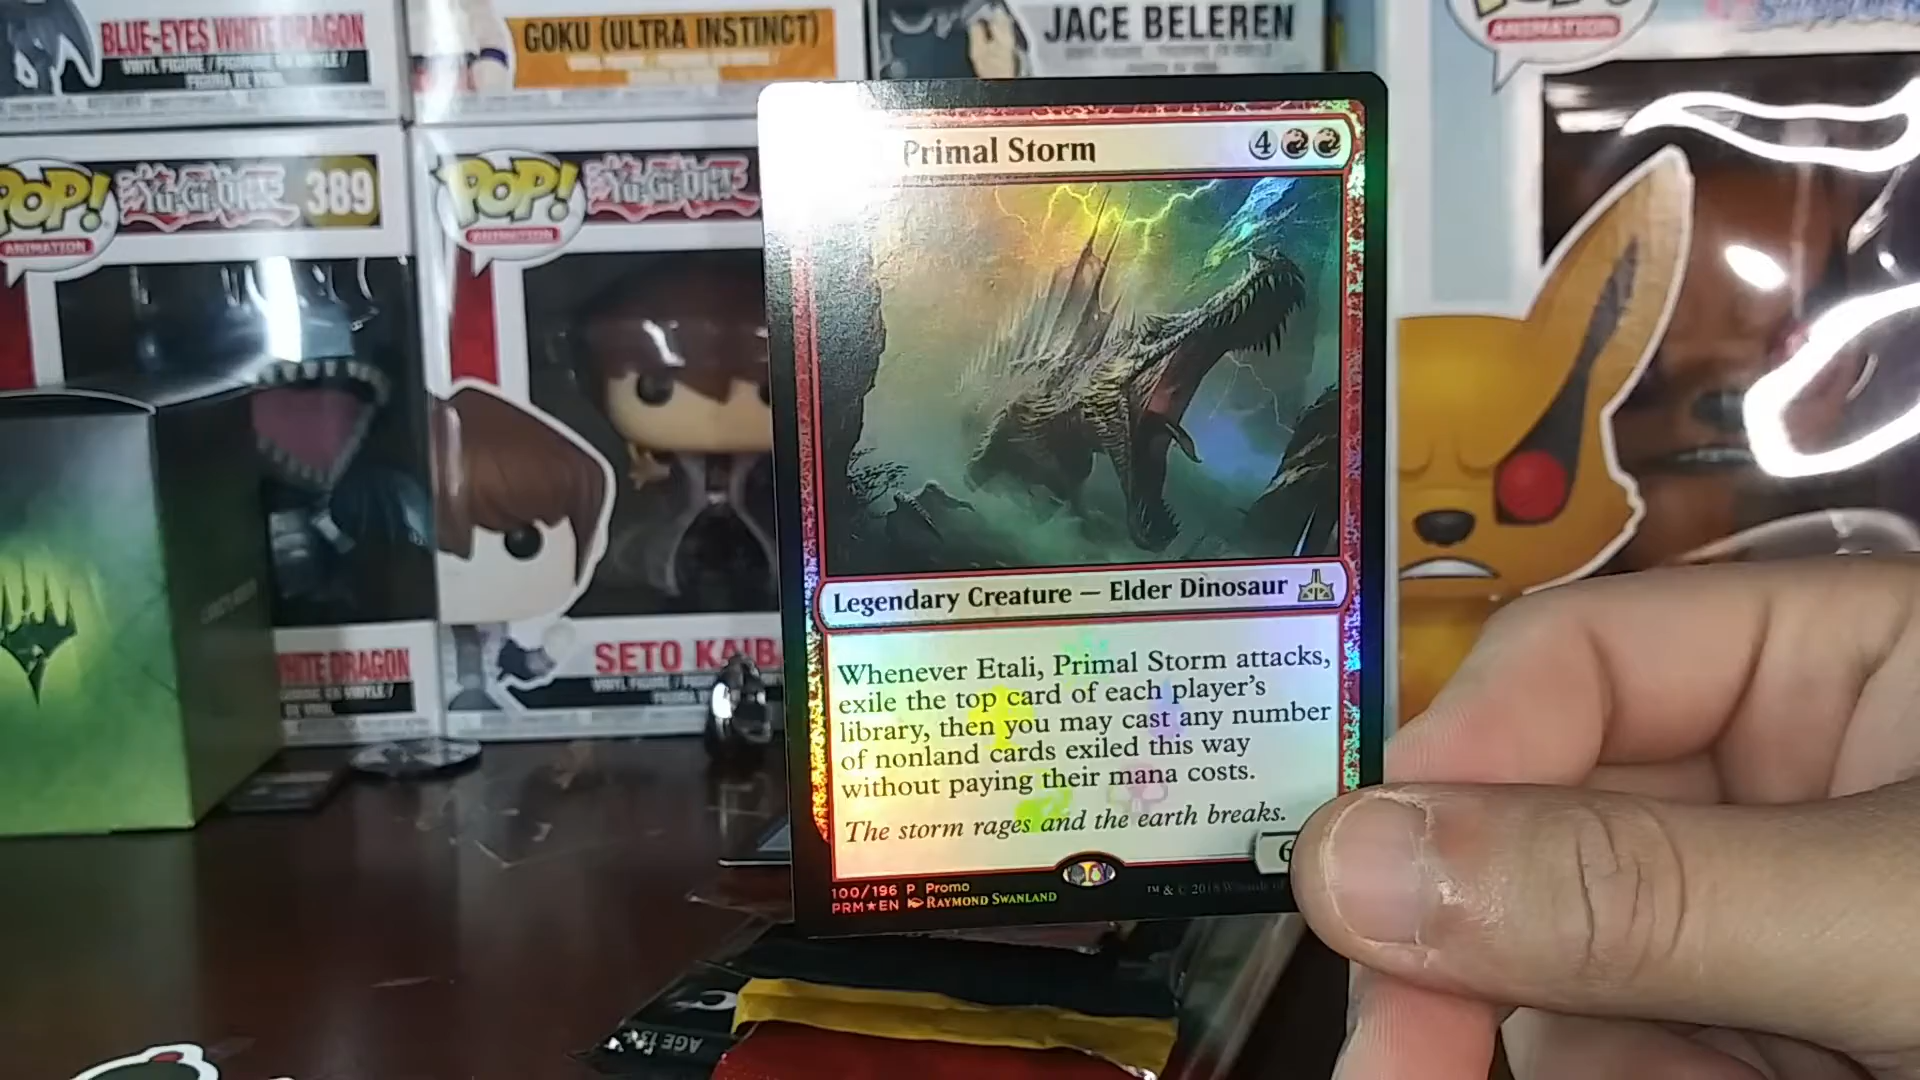 BLUE-EYES WHITE DRAGON
VINYL FIGURE / FIGURINE EN VINYLE /
FIGURA DE VINIL
GOKU (ULTRA INSTINCT)
JACE BELEREN
ANIMATION
POP!
Yu-Gi-Oh!
389
ANIMATION
POP!
Yu-Gi-Oh!
ANIMATION
WHITE DRAGON
FIGURINE EN VINYLE /
DE VINIL
SETO KAIBA
VINYL FIGURE /
Primal Storm
4
Legendary Creature — Elder Dinosaur
Whenever Etali, Primal Storm attacks,
exile the top card of each player's
library, then you may cast any number
of nonland cards exiled this way
without paying their mana costs.
The storm rages and the earth breaks.
6
100/196 P Promo
PRM★EN RAYMOND SWANLAND
™ & © 2018 Wizards of
AGE 13+